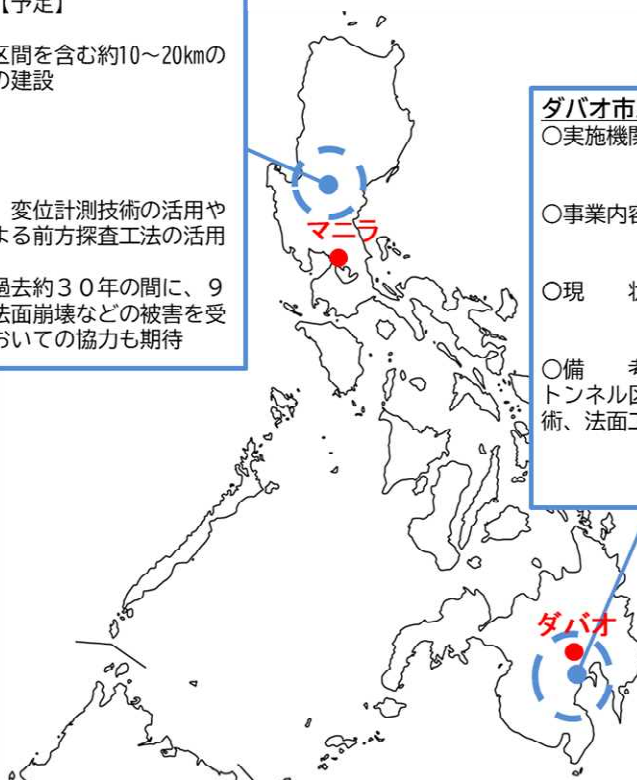 【予定】
区間を含む約10～20kmの
の建設
変位計測技術の活用や
よる前方探査工法の活用
過去約３０年の間に、９
法面崩壊などの被害を受
おいての協力も期待
マニラ
ダバオ市
○実施機関
○事業内容
○現　　状
○備　　考
トンネル区
術、法面工
ダバオ